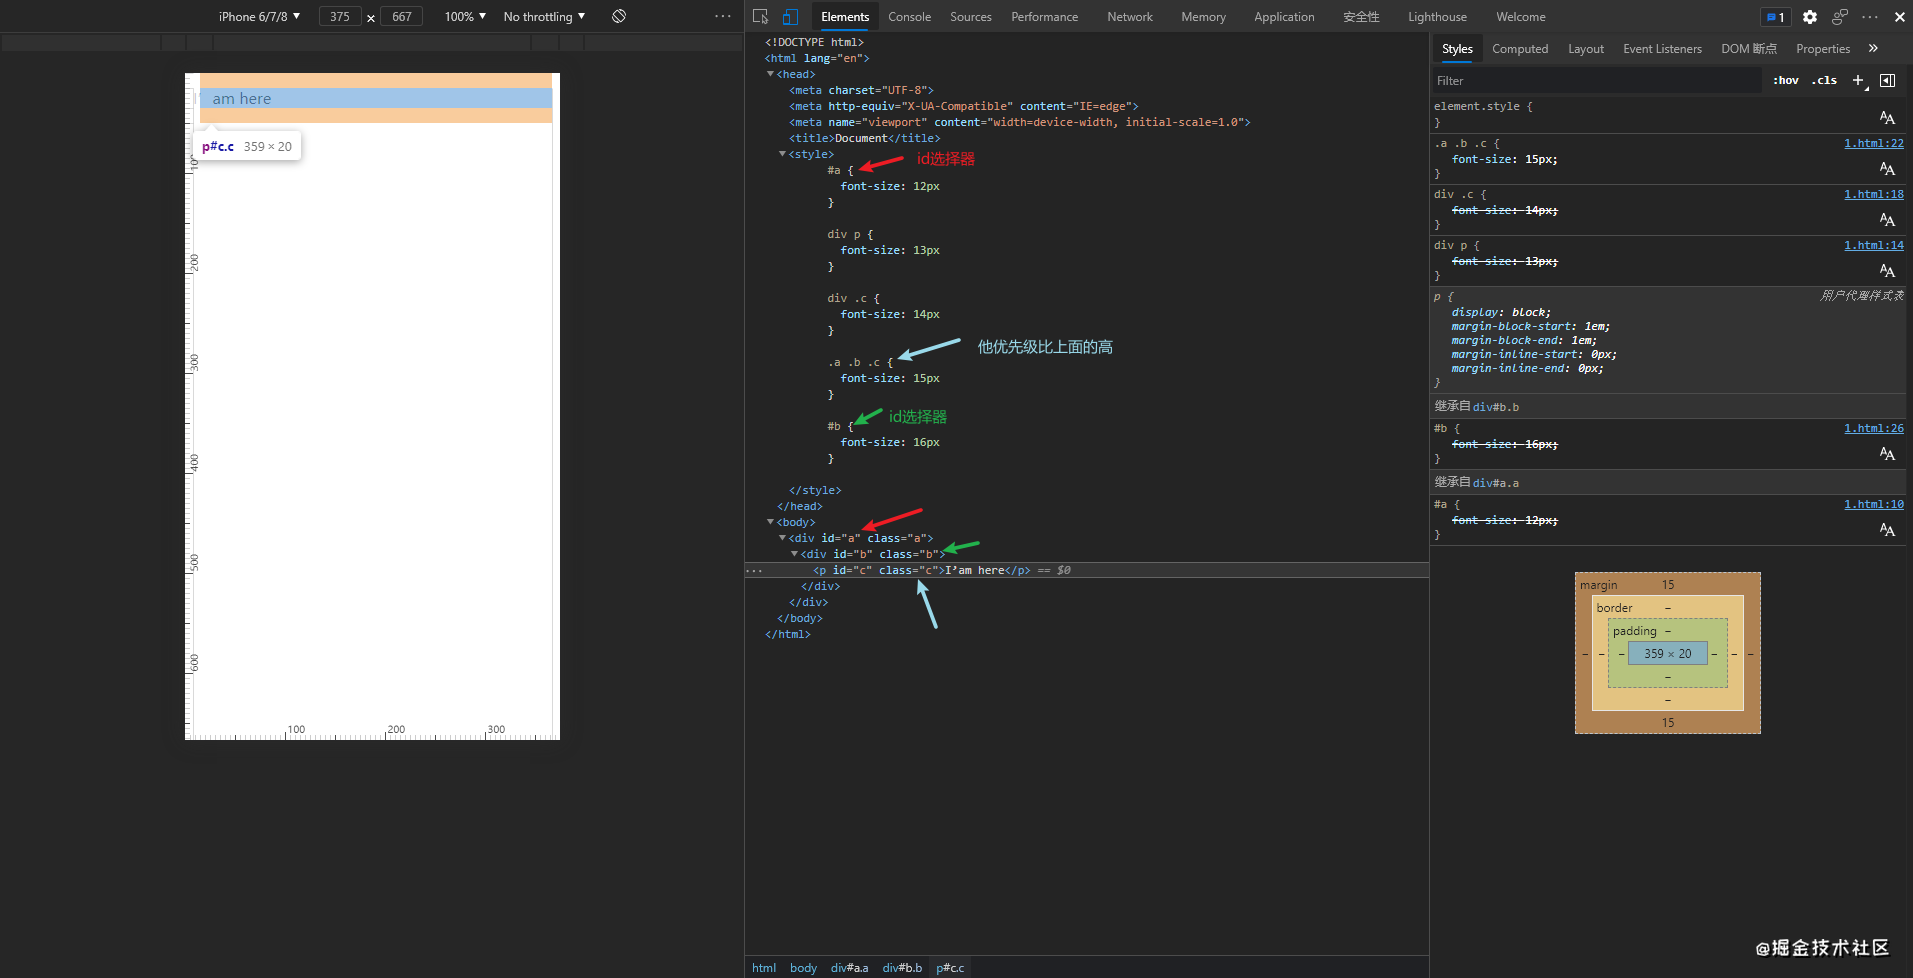 iPhone 6/7/8 ▼ 375 × 667 100% ▼ No throttling ▼ ···
Elements Console Sources Performance Network Memory Application 安全性 Lighthouse Welcome 1 ··· ×
am here
p#c.c 359 × 20
100
200
300
400
500
600
100 200 300
<!DOCTYPE html>
<html lang="en">
▼<head>
<meta charset="UTF-8">
<meta http-equiv="X-UA-Compatible" content="IE=edge">
<meta name="viewport" content="width=device-width, initial-scale=1.0">
<title>Document</title>
▼<style>
#a { id选择器
font-size: 12px
}
div p {
font-size: 13px
}
div .c {
font-size: 14px
}
.a .b .c { 他优先级比上面的高
font-size: 15px
}
#b { id选择器
font-size: 16px
}
</style>
</head>
▼<body>
▼<div id="a" class="a">
▼<div id="b" class="b">
··· <p id="c" class="c">I'am here</p> == $0
</div>
</div>
</body>
</html>
html body div#a.a div#b.b p#c.c
Styles Computed Layout Event Listeners DOM 断点 Properties »
Filter :hov .cls +
element.style {
}
.a .b .c { 1.html:22
font-size: 15px;
}
div .c { 1.html:18
font-size: 14px;
}
div p { 1.html:14
font-size: 13px;
}
p { 用户代理样式表
display: block;
margin-block-start: 1em;
margin-block-end: 1em;
margin-inline-start: 0px;
margin-inline-end: 0px;
}
继承自 div#b.b
#b { 1.html:26
font-size: 16px;
}
继承自 div#a.a
#a { 1.html:10
font-size: 12px;
}
margin 15
border –
padding –
– – – 359 × 20 – – –
–
–
15
@掘金技术社区